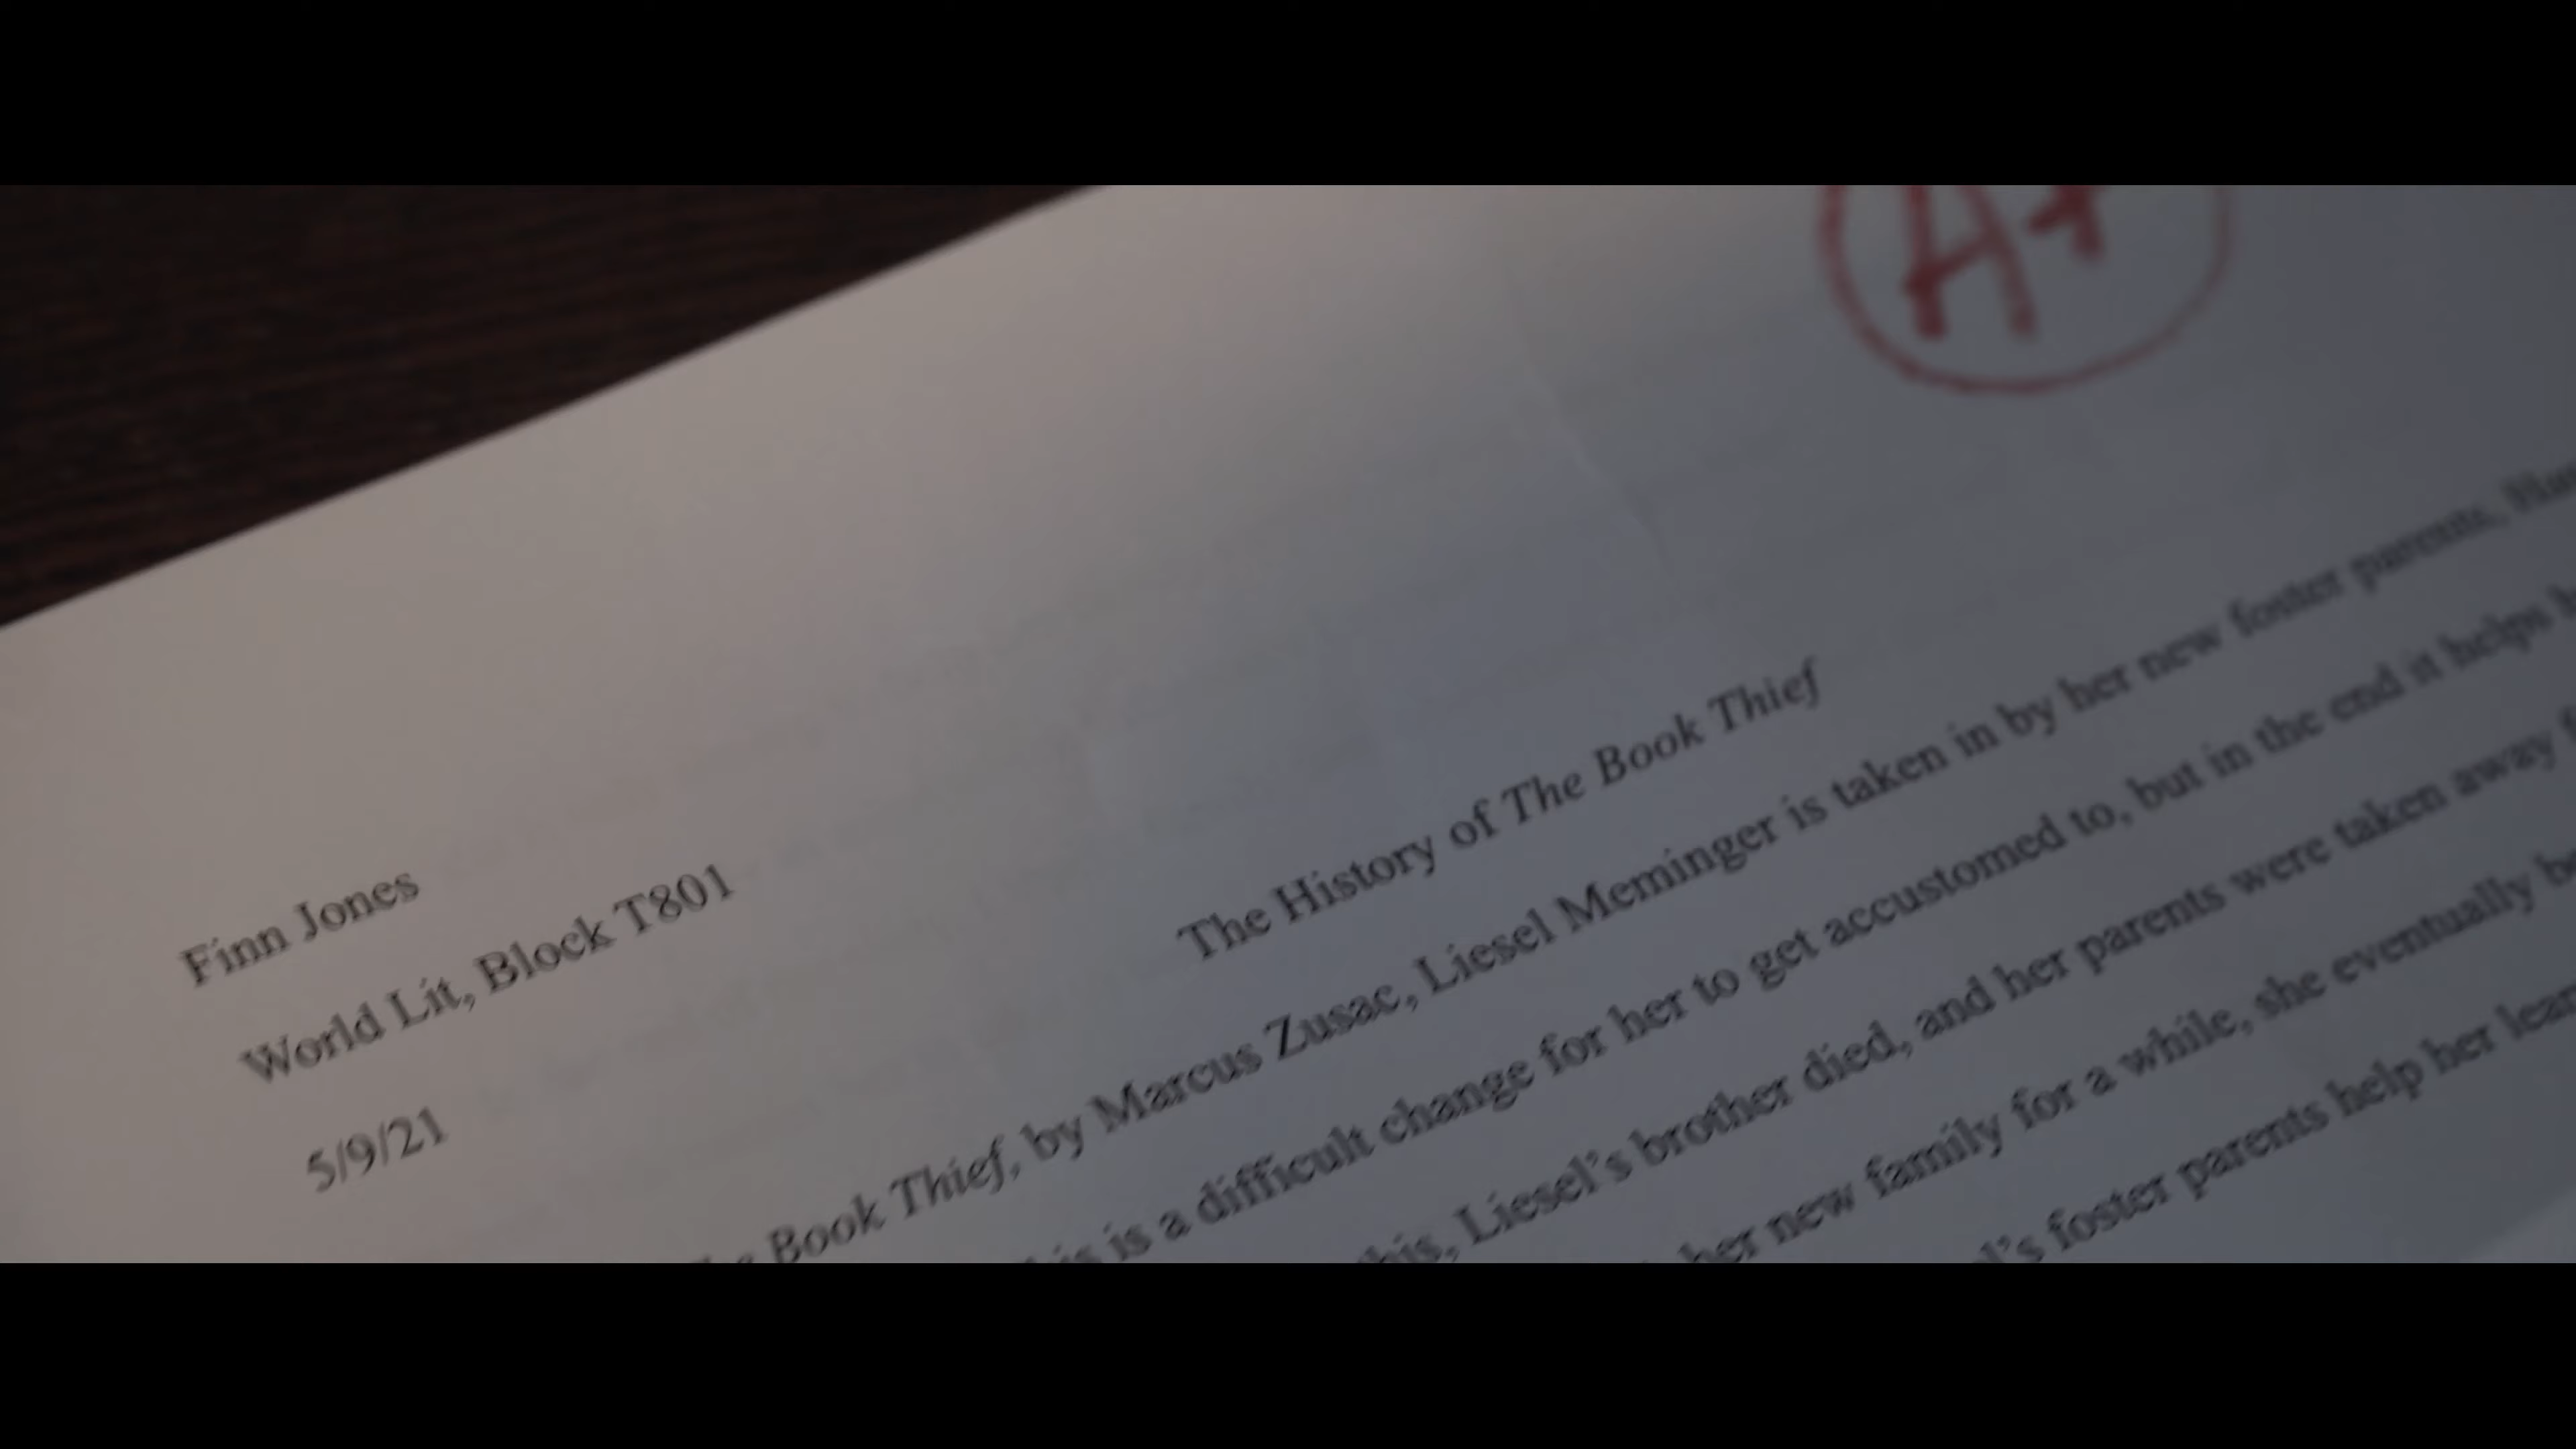 A+
Finn Jones
World Lit, Block T801
5/9/21
The History of The Book Thief
Book Thief, by Marcus Zusac, Liesel Meminger is taken in by her new foster parents,
is a difficult change for her to get accustomed to, but in the end it helps
this, Liesel's brother died, and her parents were taken away
her new family for a while, she eventually
foster parents help her